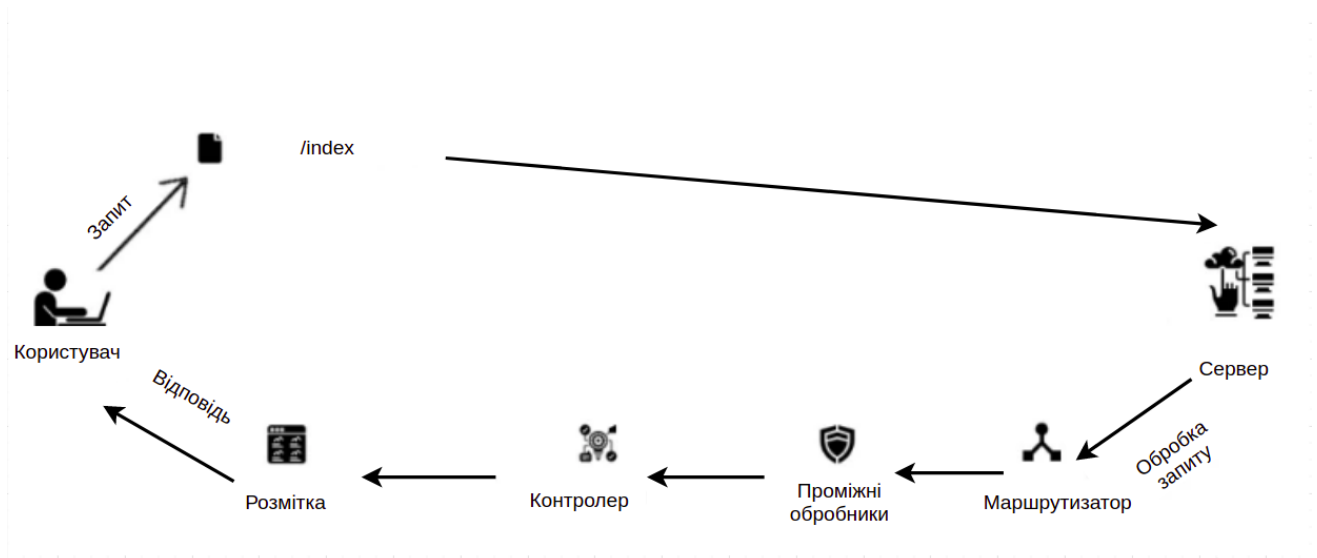 /index
Запит
Користувач
Відповідь
Сервер
Обробка
запиту
Розмітка
Контролер
Проміжні
обробники
Маршрутизатор